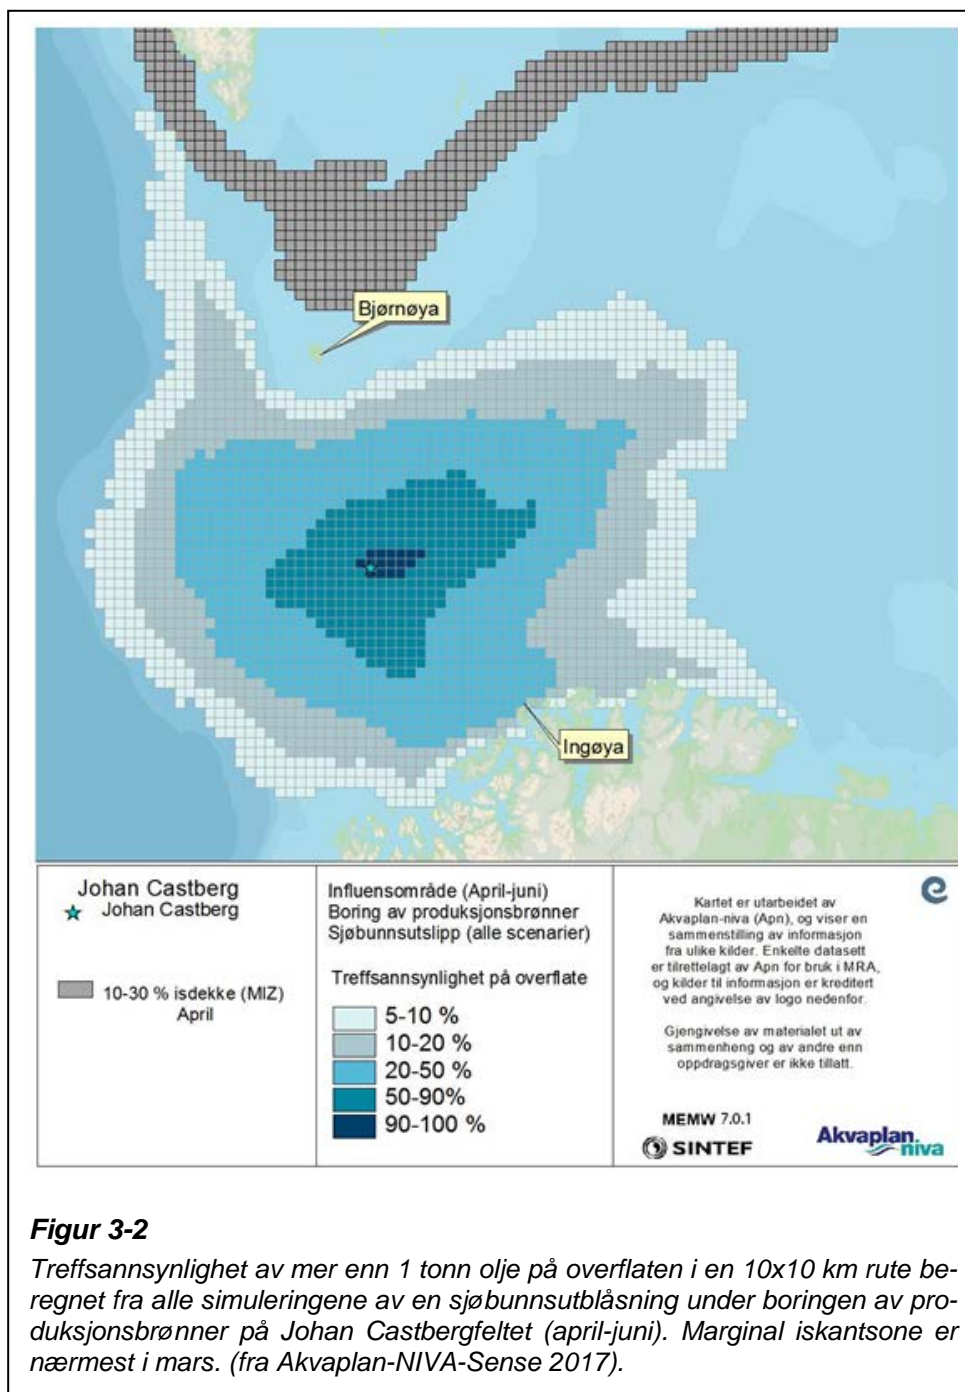 Bjørnøya
Ingøya
Johan Castberg
Johan Castberg
10-30 % isdekke (MIZ)
April
Influensområde (April-juni)
Boring av produksjonsbrønner
Sjøbunnsutslipp (alle scenarier)
Treffsannsynlighet på overflate
5-10 %
10-20 %
20-50 %
50-90%
90-100 %
Kartet er utarbeidet av
Akvaplan-niva (Apn), og viser en
sammenstilling av informasjon
fra ulike kilder. Enkelte datasett
er tilrettelagt av Apn for bruk i MRA,
og kilder til informasjon er kreditert
ved angivelse av logo nedenfor.
Gjengivelse av materialet ut av
sammenheng og av andre enn
oppdragsgiver er ikke tillatt.
MEMW 7.0.1
SINTEF
Akvaplan
niva
Figur 3-2
Treffsannsynlighet av mer enn 1 tonn olje på overflaten i en 10x10 km rute be-
regnet fra alle simuleringene av en sjøbunnsutblåsning under boringen av pro-
duksjonsbrønner på Johan Castbergfeltet (april-juni). Marginal iskantsone er
nærmest i mars. (fra Akvaplan-NIVA-Sense 2017).